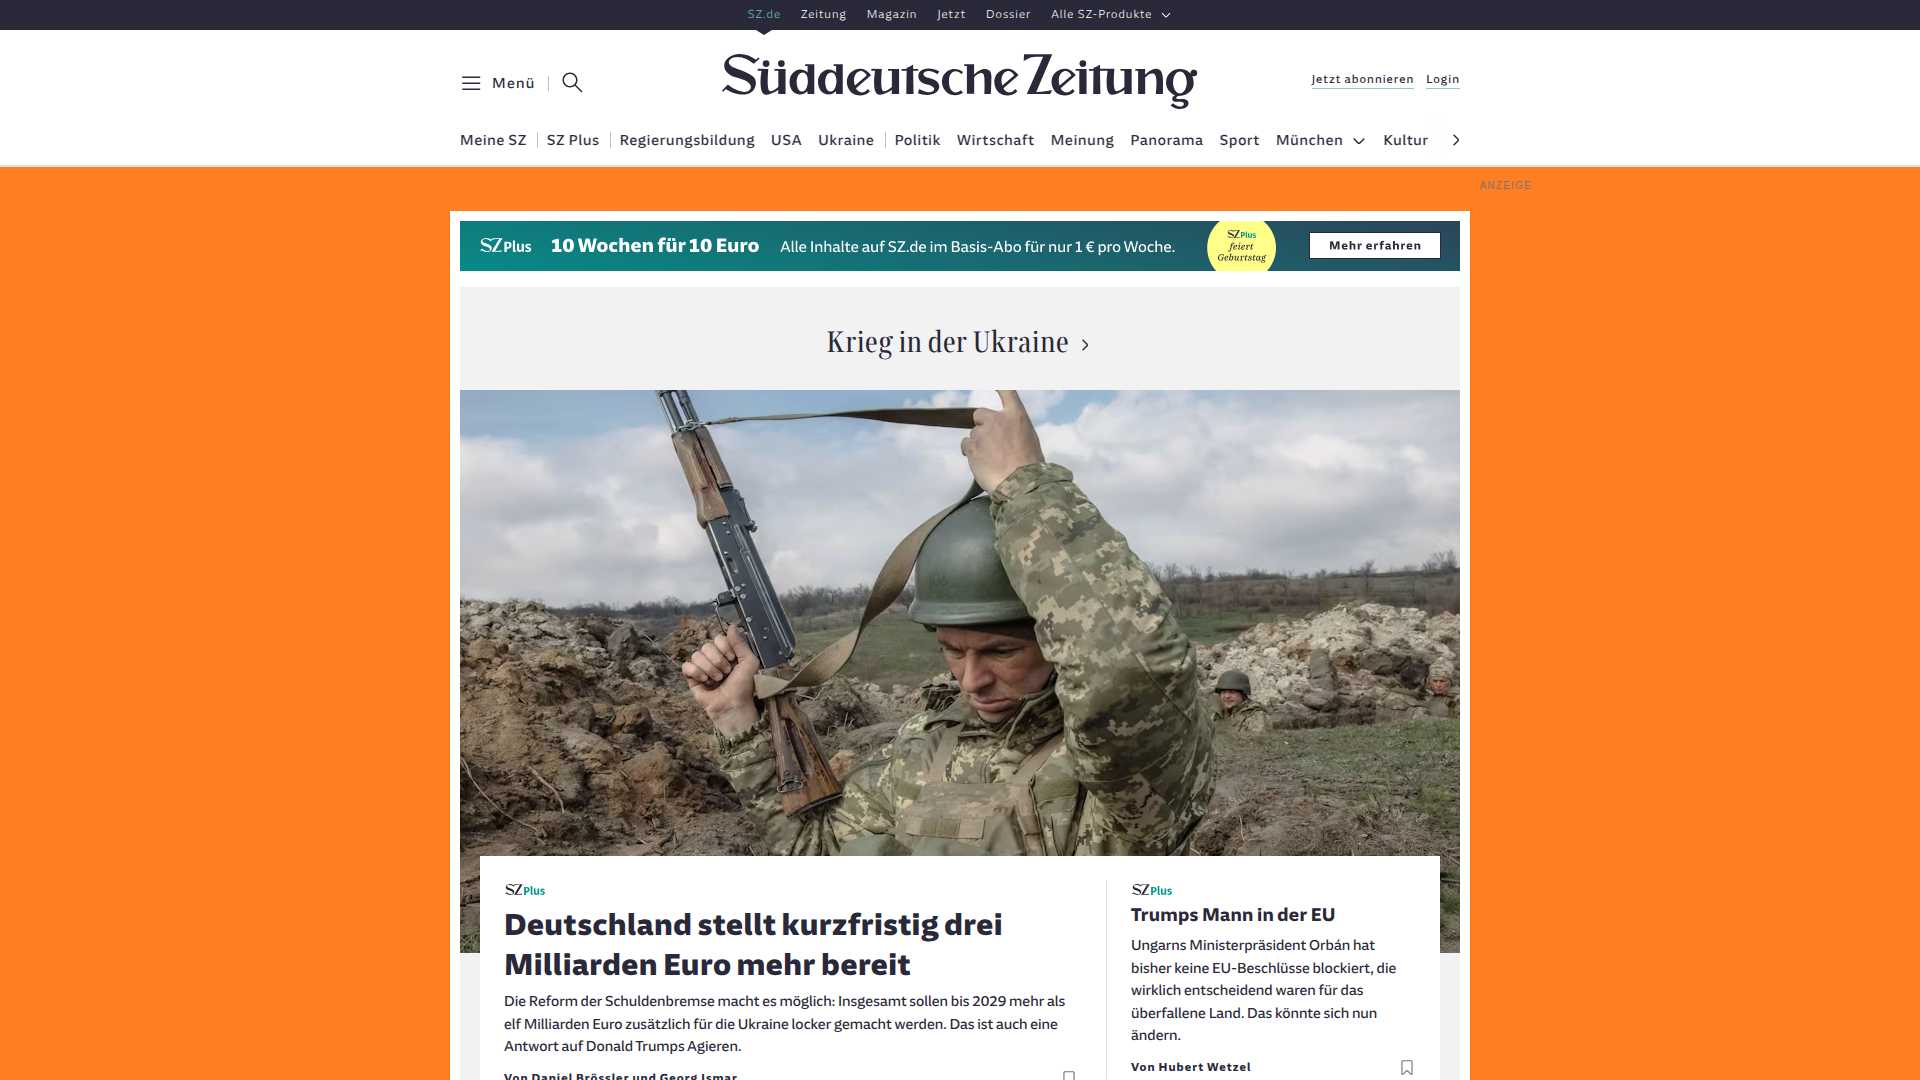 SZ.de Zeitung Magazin Jetzt Dossier Alle SZ-Produkte
Menü
Süddeutsche Zeitung
Jetzt abonnieren Login
Meine SZ SZ Plus Regierungsbildung USA Ukraine Politik Wirtschaft Meinung Panorama Sport München Kultur
ANZEIGE
SZ Plus 10 Wochen für 10 Euro Alle Inhalte auf SZ.de im Basis-Abo für nur 1 € pro Woche.
SZ Plus
feiert
Geburtstag
Mehr erfahren
Krieg in der Ukraine
SZ Plus
Deutschland stellt kurzfristig drei
Milliarden Euro mehr bereit
Die Reform der Schuldenbremse macht es möglich: Insgesamt sollen bis 2029 mehr als
elf Milliarden Euro zusätzlich für die Ukraine locker gemacht werden. Das ist auch eine
Antwort auf Donald Trumps Agieren.
Von Daniel Brössler und Georg Ismar
SZ Plus
Trumps Mann in der EU
Ungarns Ministerpräsident Orbán hat
bisher keine EU-Beschlüsse blockiert, die
wirklich entscheidend waren für das
überfallene Land. Das könnte sich nun
ändern.
Von Hubert Wetzel